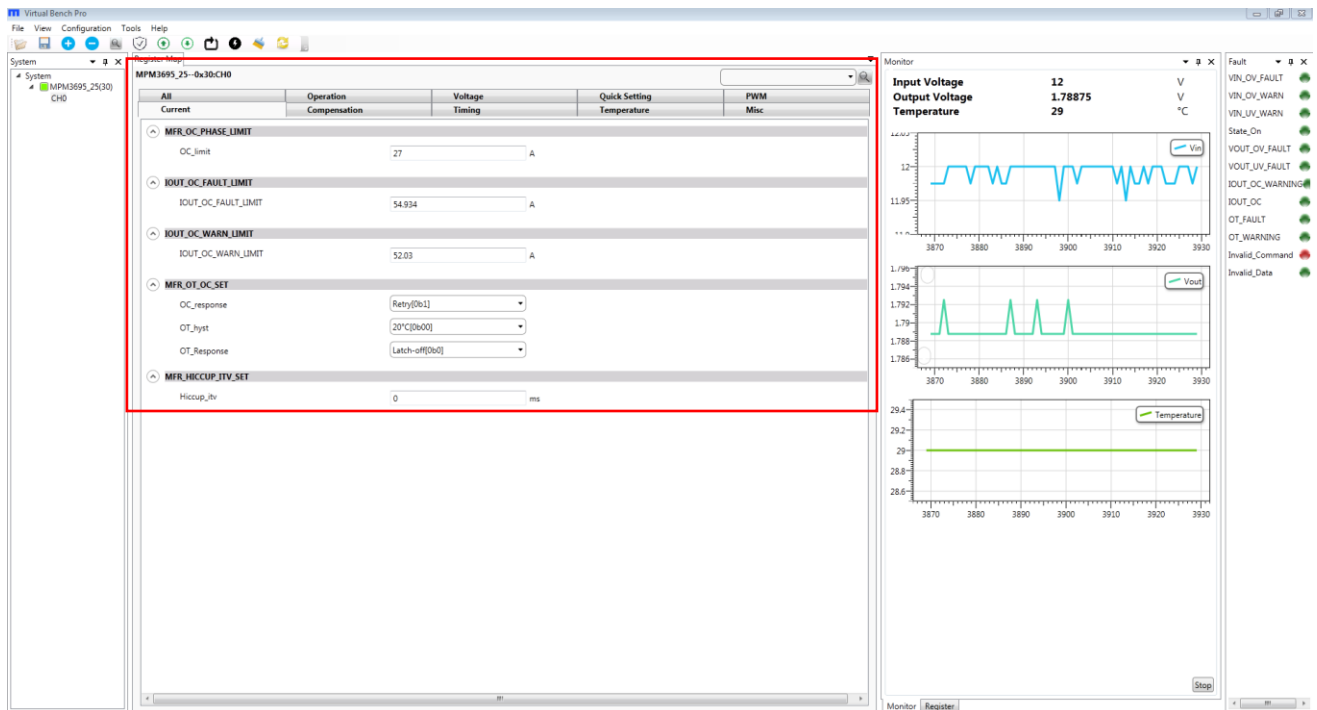 Virtual Bench Pro
File View Configuration Tools Help
System
System
MPM3695_25(30)
CH0
Register Map
MPM3695_25--0x30:CH0
All Operation Voltage Quick Setting PWM
Current Compensation Timing Temperature Misc
MFR_OC_PHASE_LIMIT
OC_limit 27 A
IOUT_OC_FAULT_LIMIT
IOUT_OC_FAULT_LIMIT 54.934 A
IOUT_OC_WARN_LIMIT
IOUT_OC_WARN_LIMIT 52.03 A
MFR_OT_OC_SET
OC_response Retry[0b1]
OT_hyst 20°C[0b00]
OT_Response Latch-off[0b0]
MFR_HICCUP_ITV_SET
Hiccup_itv 0 ms
Monitor
Input Voltage 12 V
Output Voltage 1.78875 V
Temperature 29 °C
Vin
12
11.95
3870 3880 3890 3900 3910 3920 3930
1.796
Vout
1.794
1.792
1.79
1.788
1.786
3870 3880 3890 3900 3910 3920 3930
29.4
Temperature
29.2
29
28.8
28.6
3870 3880 3890 3900 3910 3920 3930
Stop
Monitor Register
Fault
VIN_OV_FAULT
VIN_OV_WARN
VIN_UV_WARN
State_On
VOUT_OV_FAULT
VOUT_UV_FAULT
IOUT_OC_WARNING
IOUT_OC
OT_FAULT
OT_WARNING
Invalid_Command
Invalid_Data